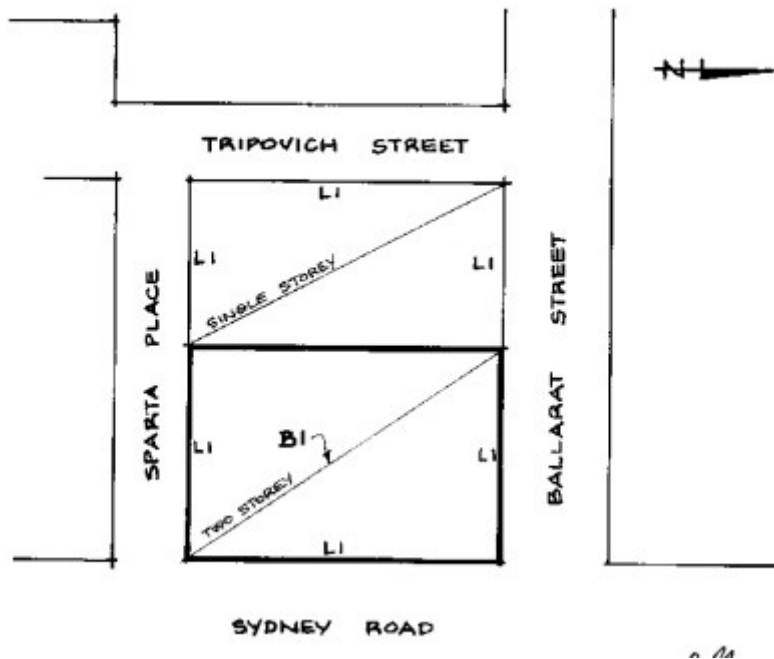 N
TRIPOVICH STREET
L1
L1
L1
SINGLE STOREY
SPARTA PLACE
BALLARAT STREET
B1
L1
L1
TWO STOREY
L1
SYDNEY ROAD